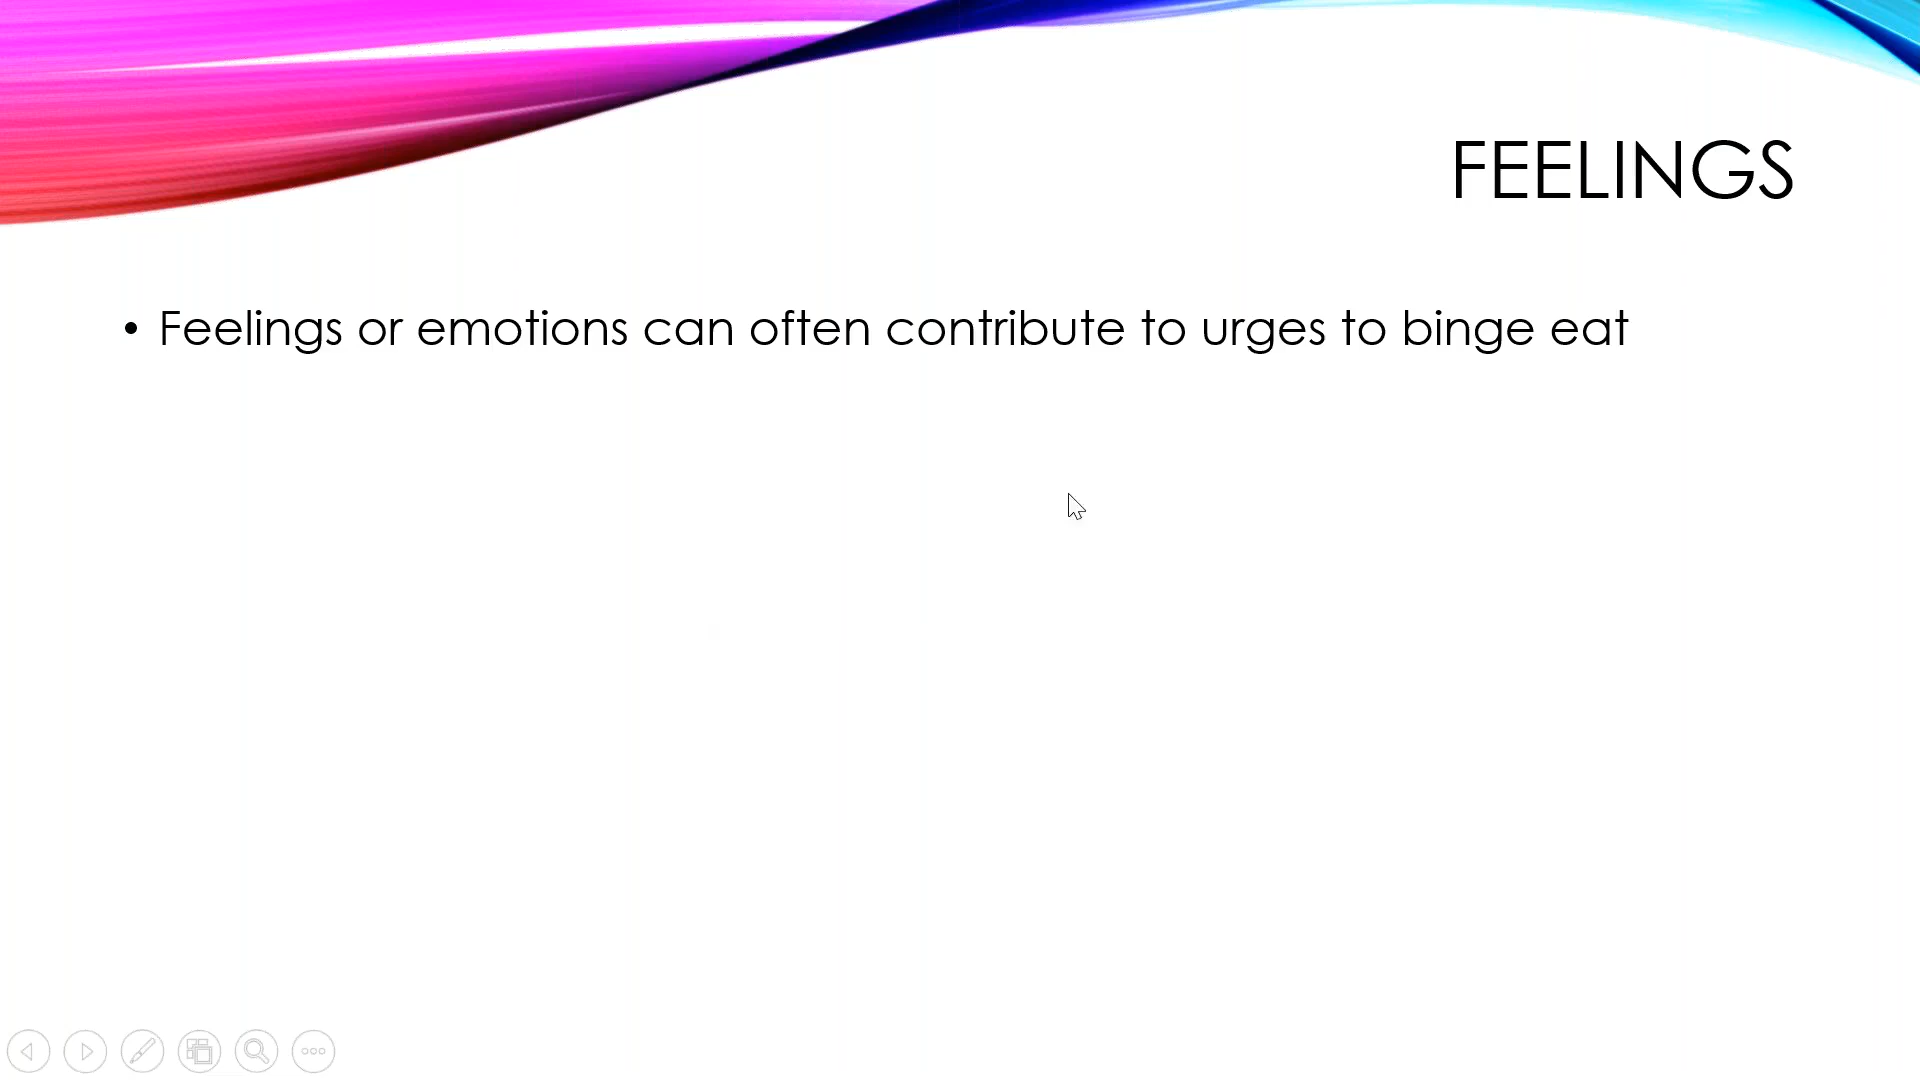 FEELINGS
• Feelings or emotions can often contribute to urges to binge eat